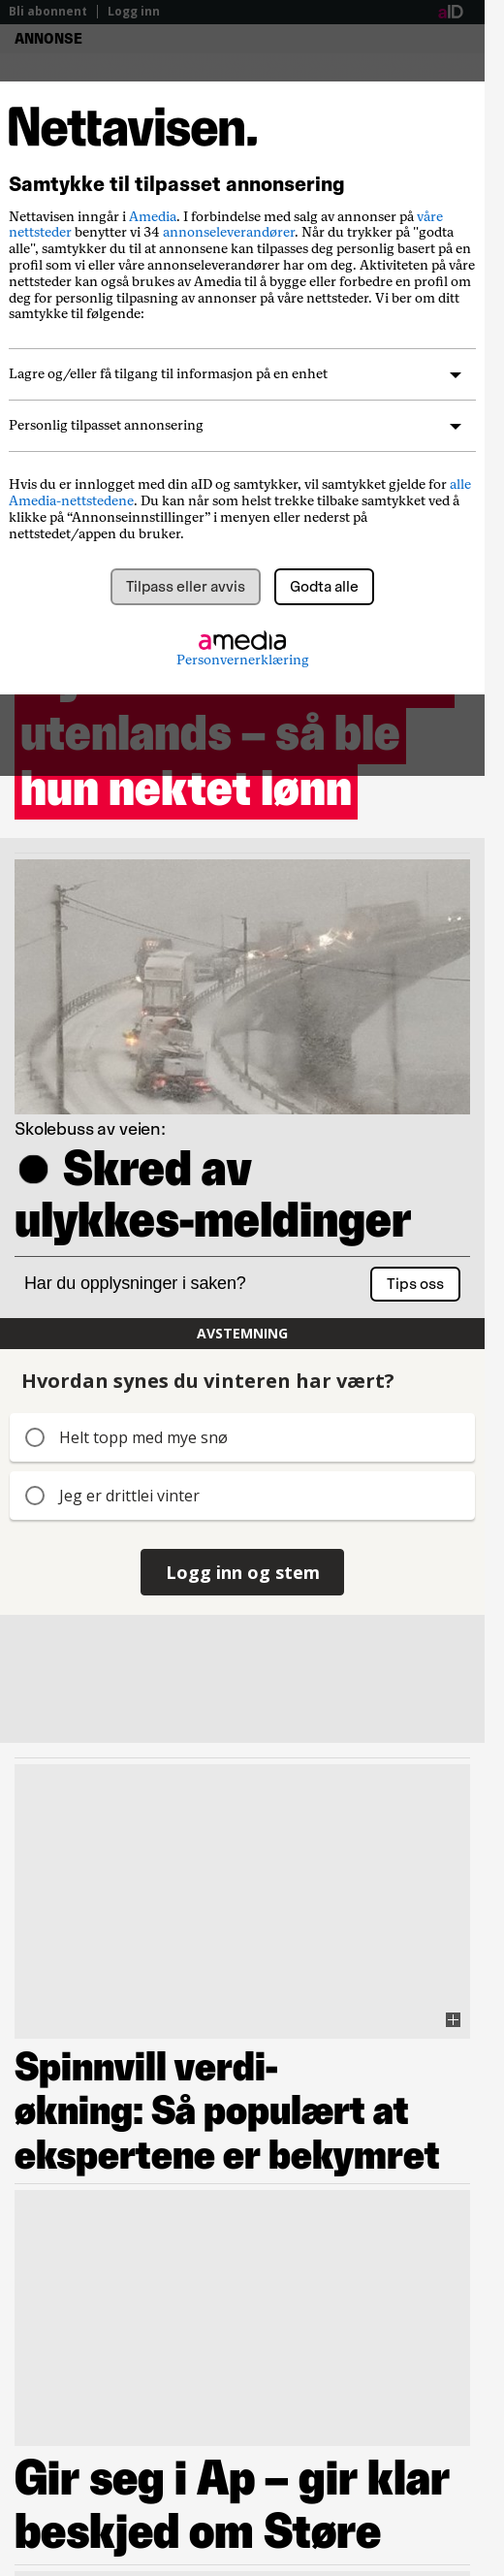 Bli abonnent | Logg inn
aID
ANNONSE
Nettavisen.
Samtykke til tilpasset annonsering
Nettavisen inngår i Amedia. I forbindelse med salg av annonser på våre
nettsteder benytter vi 34 annonseleverandører. Når du trykker på "godta
alle", samtykker du til at annonsene kan tilpasses deg personlig basert på en
profil som vi eller våre annonseleverandører har om deg. Aktiviteten på våre
nettsteder kan også brukes av Amedia til å bygge eller forbedre en profil om
deg for personlig tilpasning av annonser på våre nettsteder. Vi ber om ditt
samtykke til følgende:
Lagre og/eller få tilgang til informasjon på en enhet
Personlig tilpasset annonsering
Hvis du er innlogget med din aID og samtykker, vil samtykket gjelde for alle
Amedia-nettstedene. Du kan når som helst trekke tilbake samtykket ved å
klikke på “Annonseinnstillinger” i menyen eller nederst på
nettstedet/appen du bruker.
Tilpass eller avvis
Godta alle
amedia
Personvernerklæring
utenlands – så ble
hun nektet lønn
Skolebuss av veien:
● Skred av
ulykkes-meldinger
Har du opplysninger i saken?
Tips oss
AVSTEMNING
Hvordan synes du vinteren har vært?
Helt topp med mye snø
Jeg er drittlei vinter
Logg inn og stem
Spinnvill verdi-
økning: Så populært at
ekspertene er bekymret
Gir seg i Ap – gir klar
beskjed om Støre